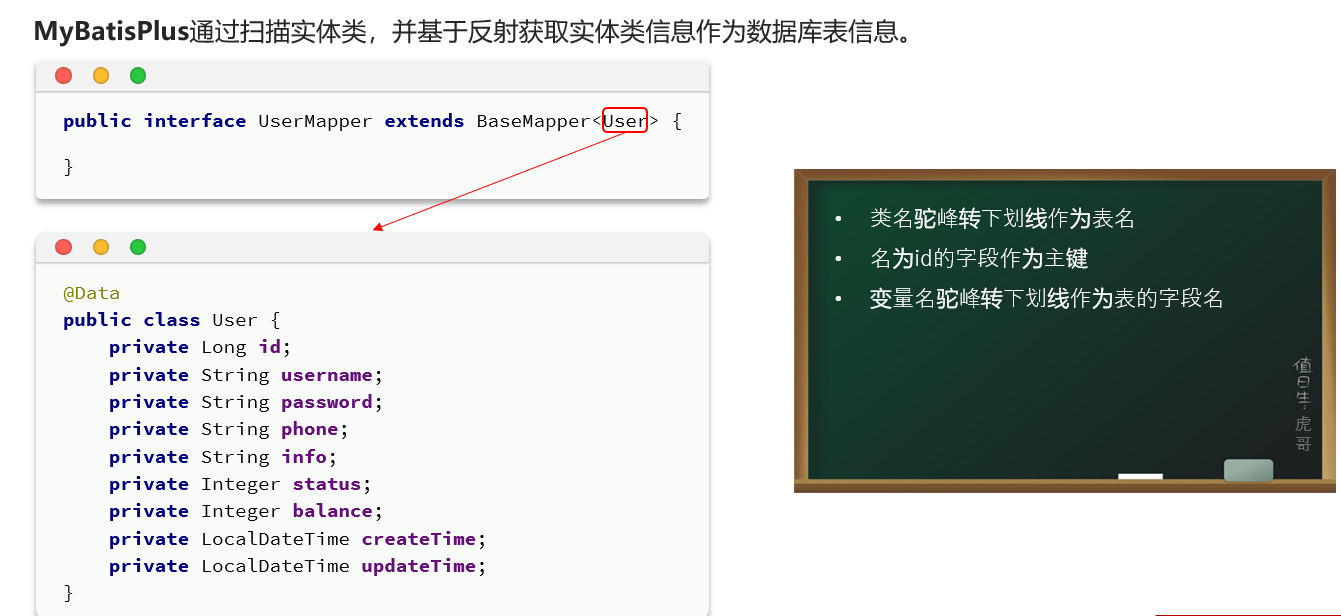 MyBatisPlus通过扫描实体类，并基于反射获取实体类信息作为数据库表信息。
public interface UserMapper extends BaseMapper<User> {
}
@Data
public class User {
private Long id;
private String username;
private String password;
private String phone;
private String info;
private Integer status;
private Integer balance;
private LocalDateTime createTime;
private LocalDateTime updateTime;
}
• 类名驼峰转下划线作为表名
• 名为id的字段作为主键
• 变量名驼峰转下划线作为表的字段名
值日生：虎哥